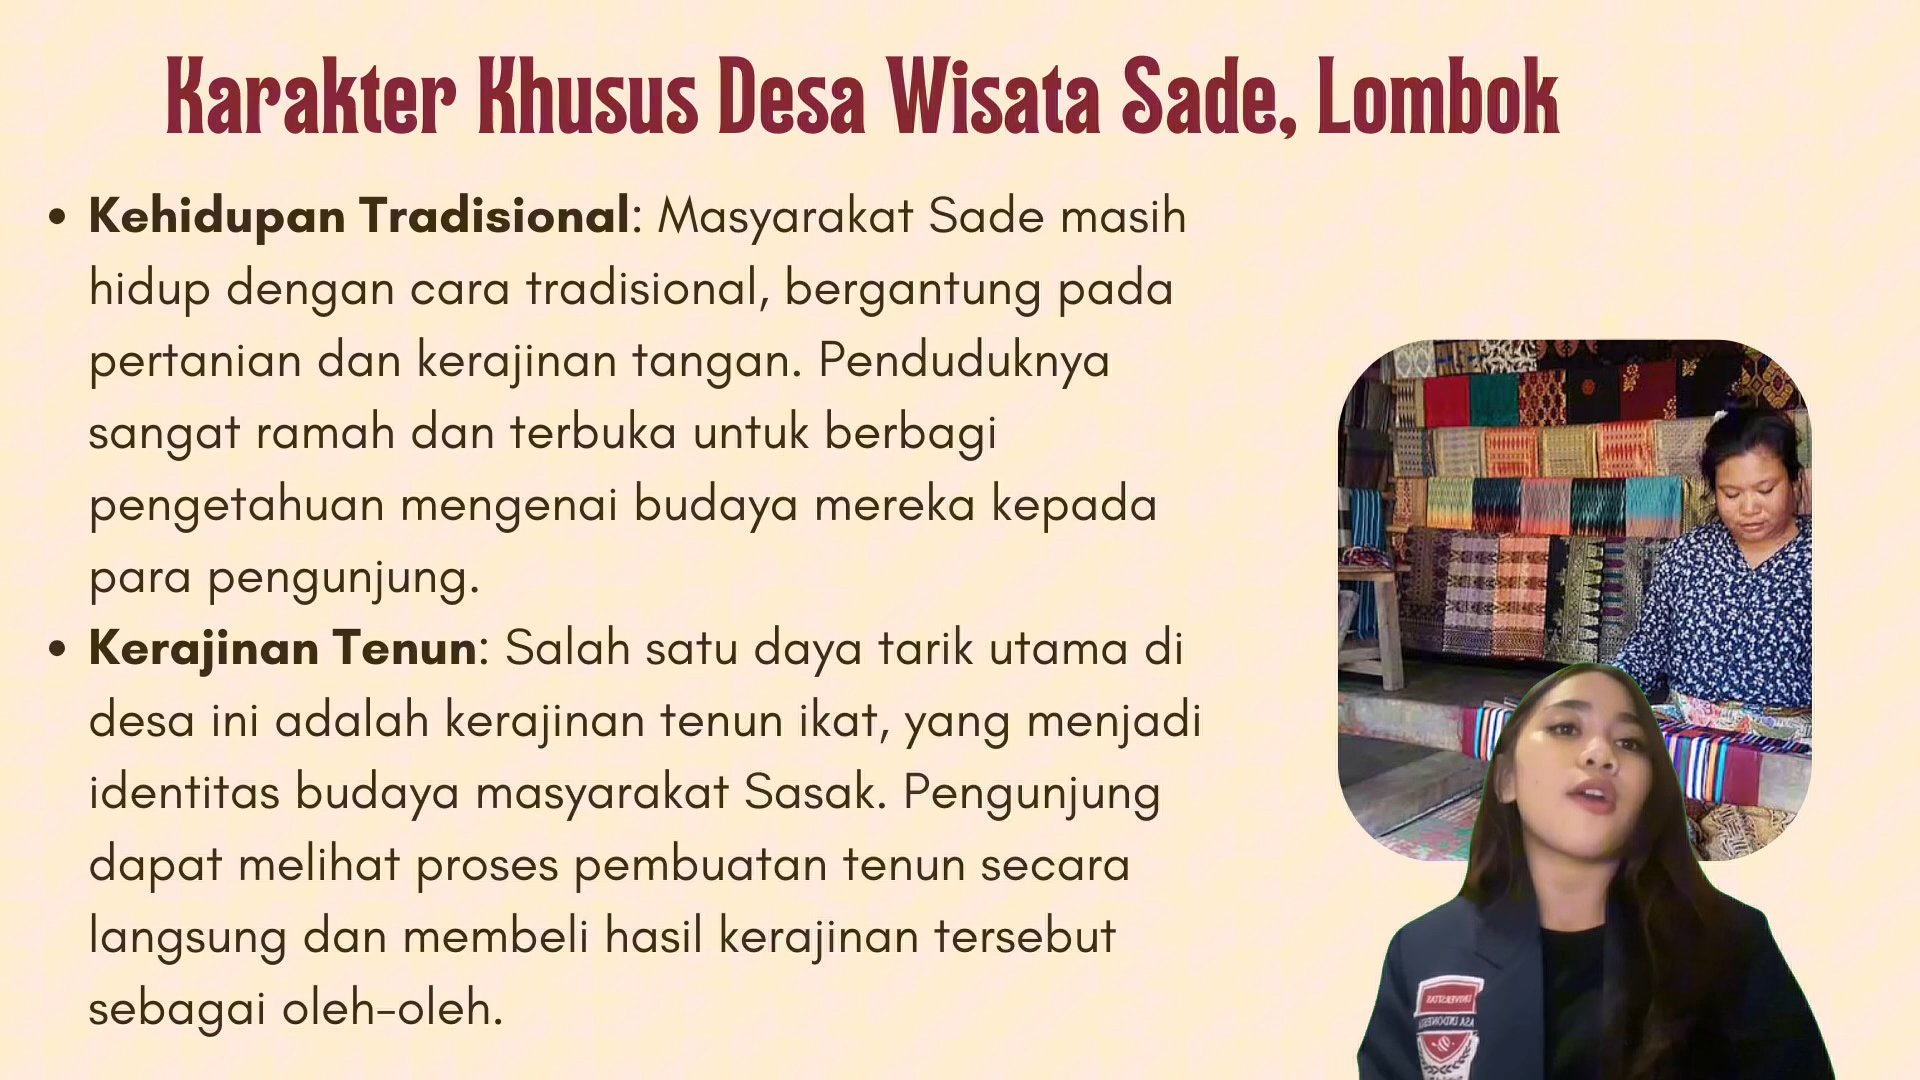 Karakter Khusus Desa Wisata Sade, Lombok
• Kehidupan Tradisional: Masyarakat Sade masih
hidup dengan cara tradisional, bergantung pada
pertanian dan kerajinan tangan. Penduduknya
sangat ramah dan terbuka untuk berbagi
pengetahuan mengenai budaya mereka kepada
para pengunjung.
• Kerajinan Tenun: Salah satu daya tarik utama di
desa ini adalah kerajinan tenun ikat, yang menjadi
identitas budaya masyarakat Sasak. Pengunjung
dapat melihat proses pembuatan tenun secara
langsung dan membeli hasil kerajinan tersebut
sebagai oleh-oleh.
UNIVERSITAS
ASA INDONESIA